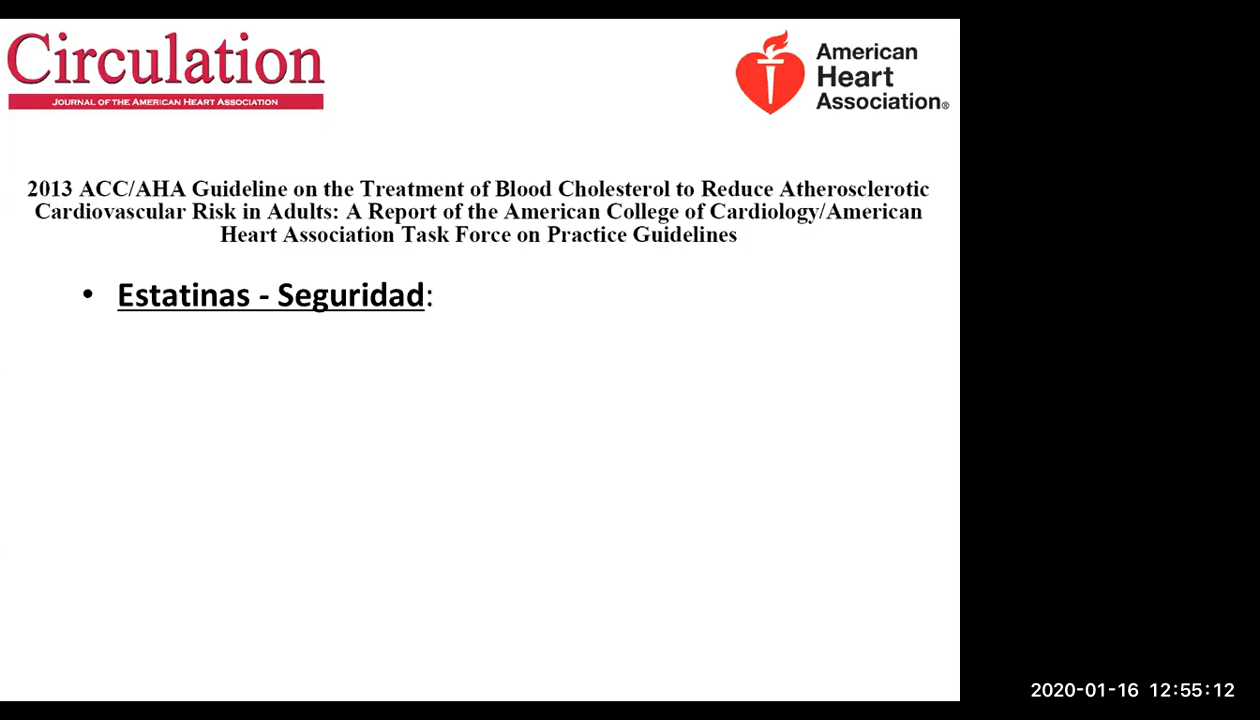 Circulation
JOURNAL OF THE AMERICAN HEART ASSOCIATION
American
Heart
Association®
2013 ACC/AHA Guideline on the Treatment of Blood Cholesterol to Reduce Atherosclerotic
Cardiovascular Risk in Adults: A Report of the American College of Cardiology/American
Heart Association Task Force on Practice Guidelines
• Estatinas - Seguridad:
2020-01-16 12:55:12